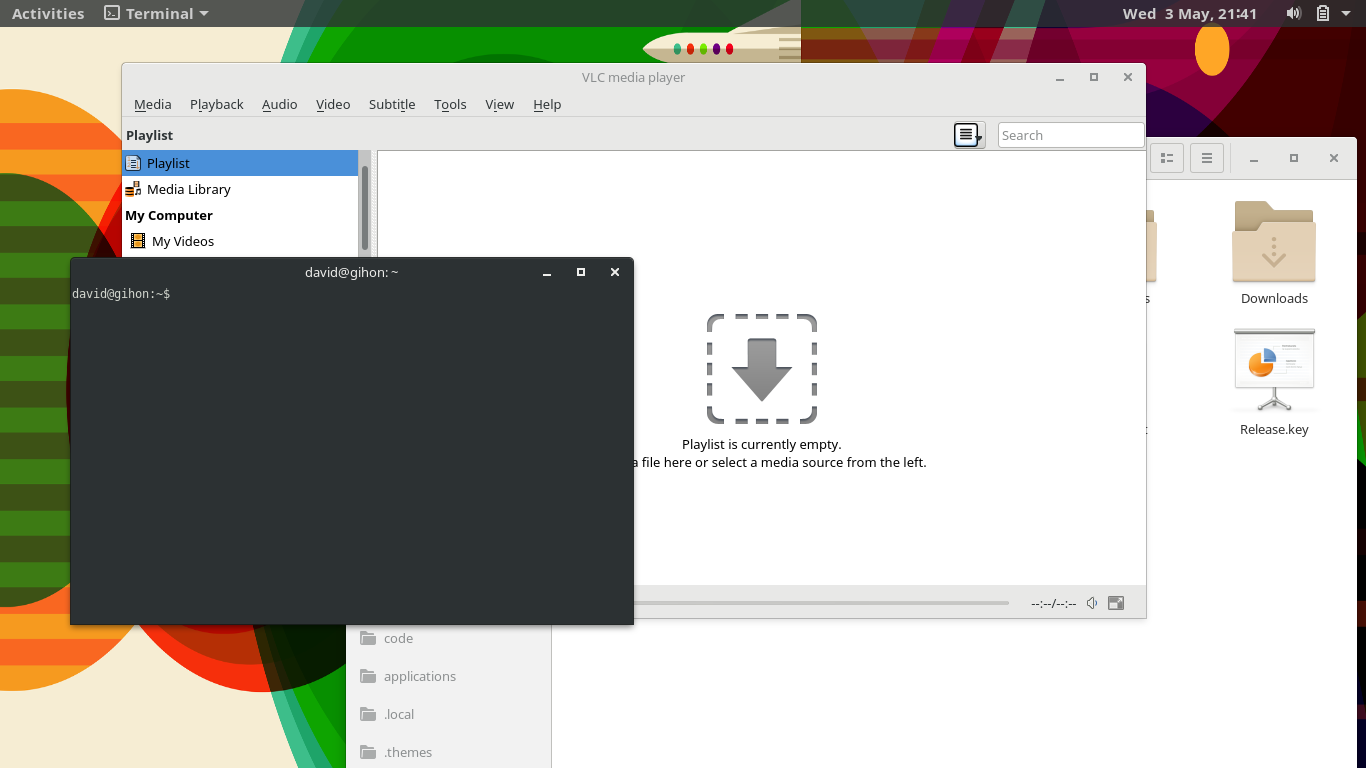 Activities Terminal Wed 3 May, 21:41
VLC media player
Media Playback Audio Video Subtitle Tools View Help
Playlist Search
Playlist
Media Library
My Computer
My Videos
david@gihon: ~
david@gihon:~$
Playlist is currently empty.
a file here or select a media source from the left.
--:--/--:--
s Downloads
t Release.key
code
applications
.local
.themes